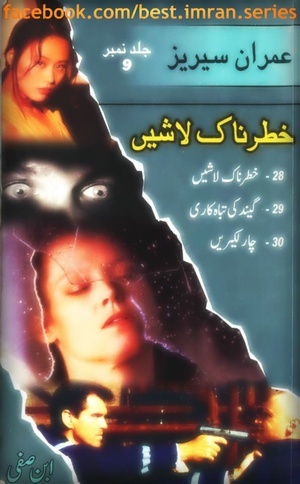 facebook.com/best.imran.series
عمران سیریز
جلد نمبر
9
خطرناک لاشیں
28 - خطرناک لاشیں
29 - گیند کی تباہ کاری
30 - چار لکیریں
ابن صفی